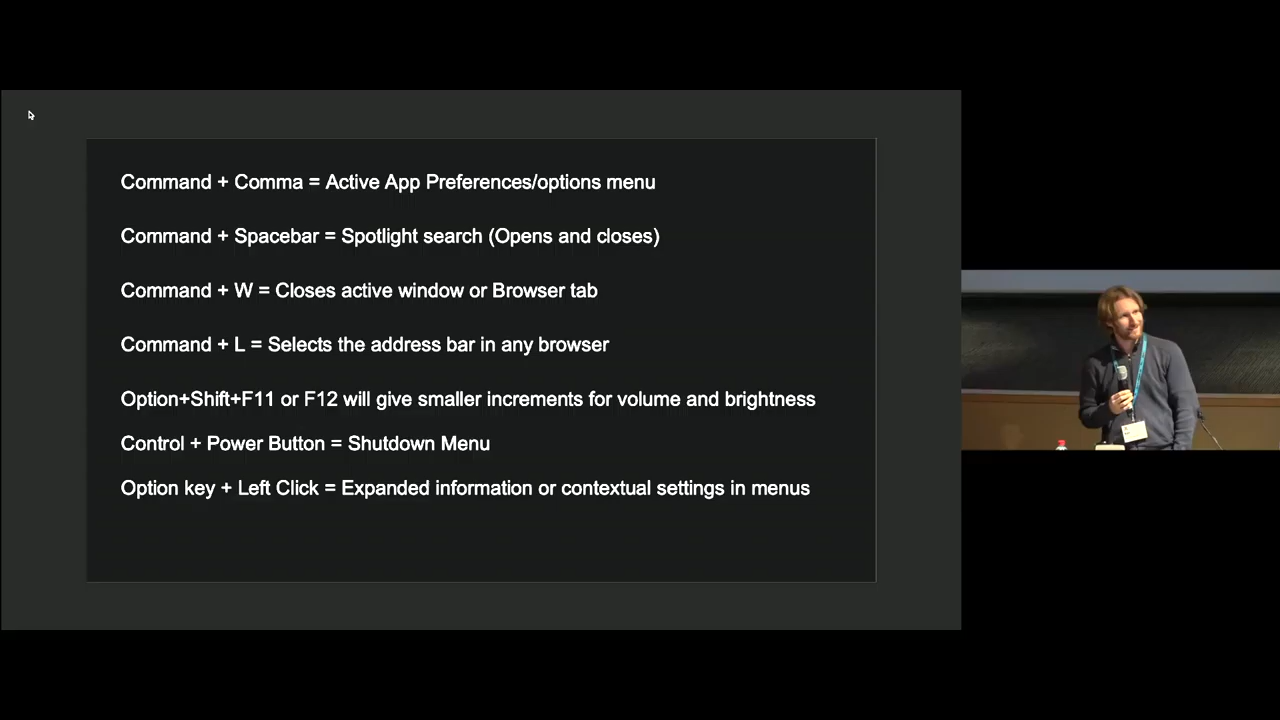 Command + Comma = Active App Preferences/options menu
Command + Spacebar = Spotlight search (Opens and closes)
Command + W = Closes active window or Browser tab
Command + L = Selects the address bar in any browser
Option+Shift+F11 or F12 will give smaller increments for volume and brightness
Control + Power Button = Shutdown Menu
Option key + Left Click = Expanded information or contextual settings in menus